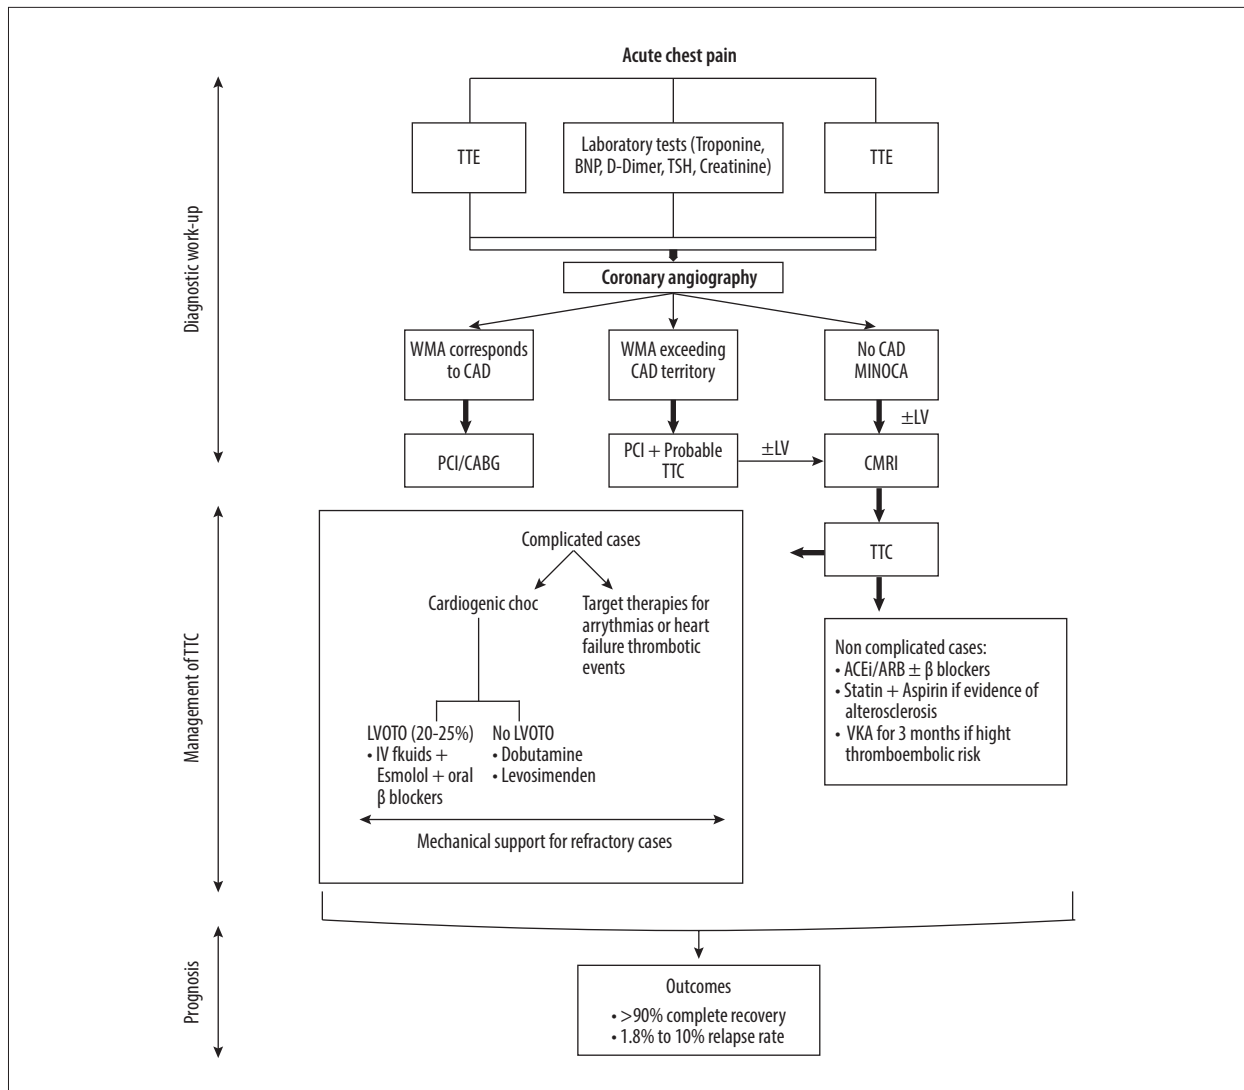 Acute chest pain
TTE
Laboratory tests (Troponine,
BNP, D-Dimer, TSH, Creatinine)
TTE
Diagnostic work-up
Coronary angiography
WMA corresponds
to CAD
WMA exceeding
CAD territory
No CAD
MINOCA
±LV
PCI/CABG
PCI + Probable
TTC
±LV
CMRI
Management of TTC
Complicated cases
TTC
Cardiogenic choc
Target therapies for
arrythmias or heart
failure thrombotic
events
LVOTO (20-25%)
• IV fkuids +
Esmolol + oral
β blockers
No LVOTO
• Dobutamine
• Levosimenden
Mechanical support for refractory cases
Non complicated cases:
• ACEi/ARB ± β blockers
• Statin + Aspirin if evidence of
alterosclerosis
• VKA for 3 months if hight
thromboembolic risk
Prognosis
Outcomes
• >90% complete recovery
• 1.8% to 10% relapse rate